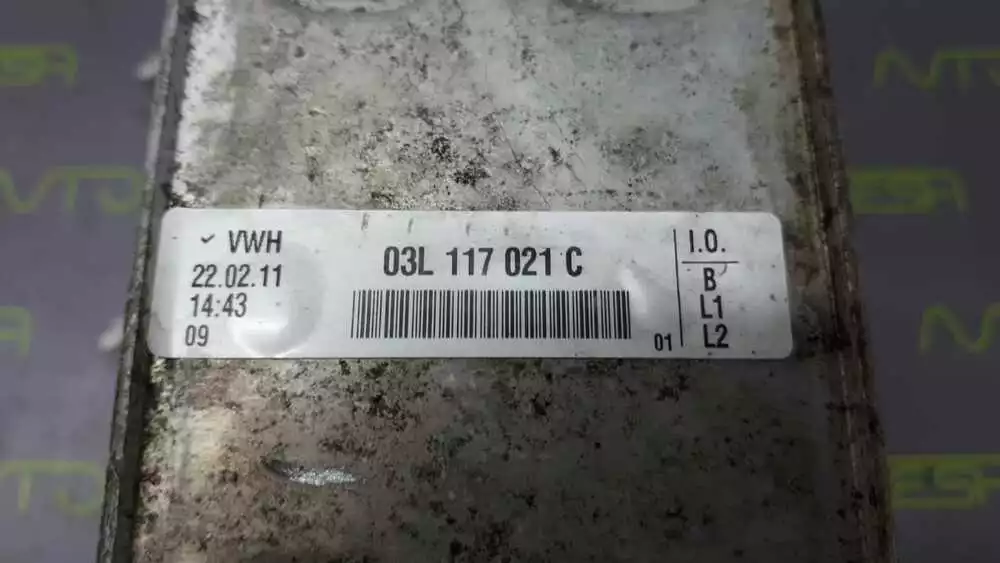 VWH
22.02.11
14:43
09
03L 117 021 C
01
I.O.
B
L1
L2